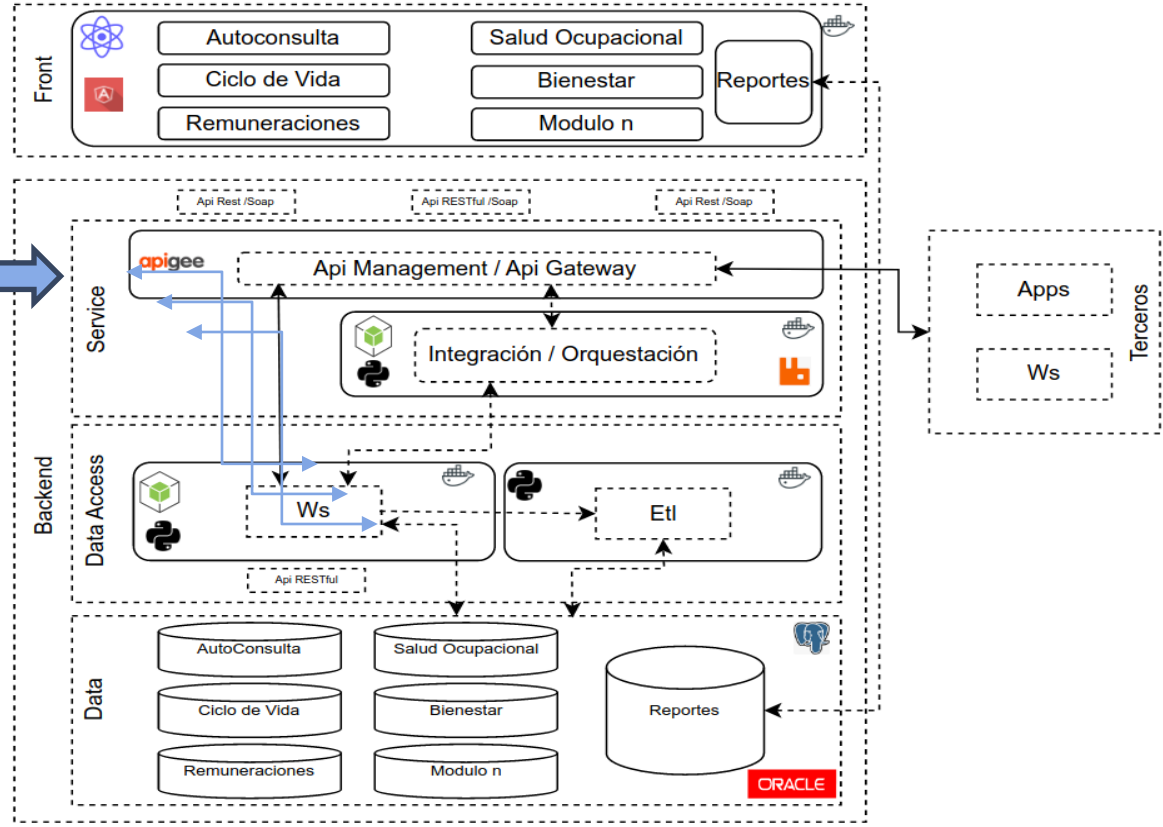 Front
Autoconsulta
Ciclo de Vida
Remuneraciones
Salud Ocupacional
Bienestar
Modulo n
Reportes
Backend
Api Rest /Soap
Api RESTful /Soap
Api Rest /Soap
Service
apigee
Api Management / Api Gateway
Integración / Orquestación
Terceros
Apps
Ws
Data Access
Ws
Etl
Api RESTful
Data
AutoConsulta
Ciclo de Vida
Remuneraciones
Salud Ocupacional
Bienestar
Modulo n
Reportes
ORACLE